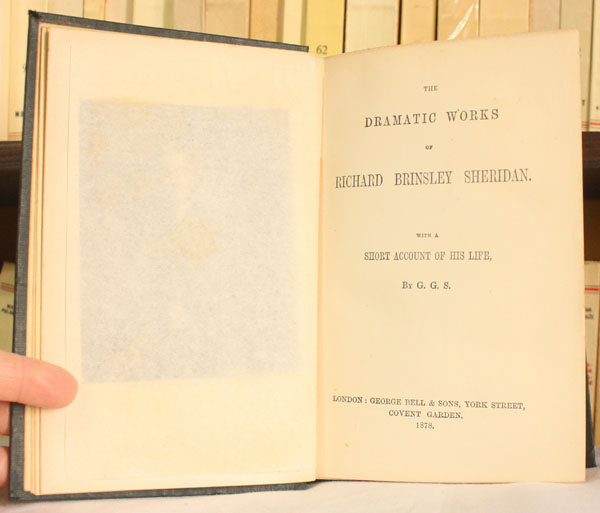 62
THE
DRAMATIC WORKS
OF
RICHARD BRINSLEY SHERIDAN.
WITH A
SHORT ACCOUNT OF HIS LIFE,
BY G. G. S.
LONDON: GEORGE BELL & SONS, YORK STREET,
COVENT GARDEN.
1878.